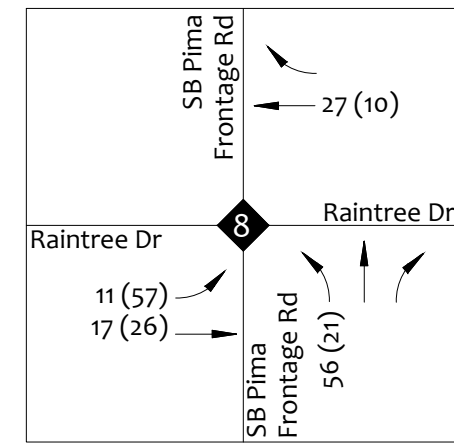 SB Pima
Frontage Rd
27 (10)
8
Raintree Dr
Raintree Dr
11 (57)
17 (26)
SB Pima
Frontage Rd
56 (21)